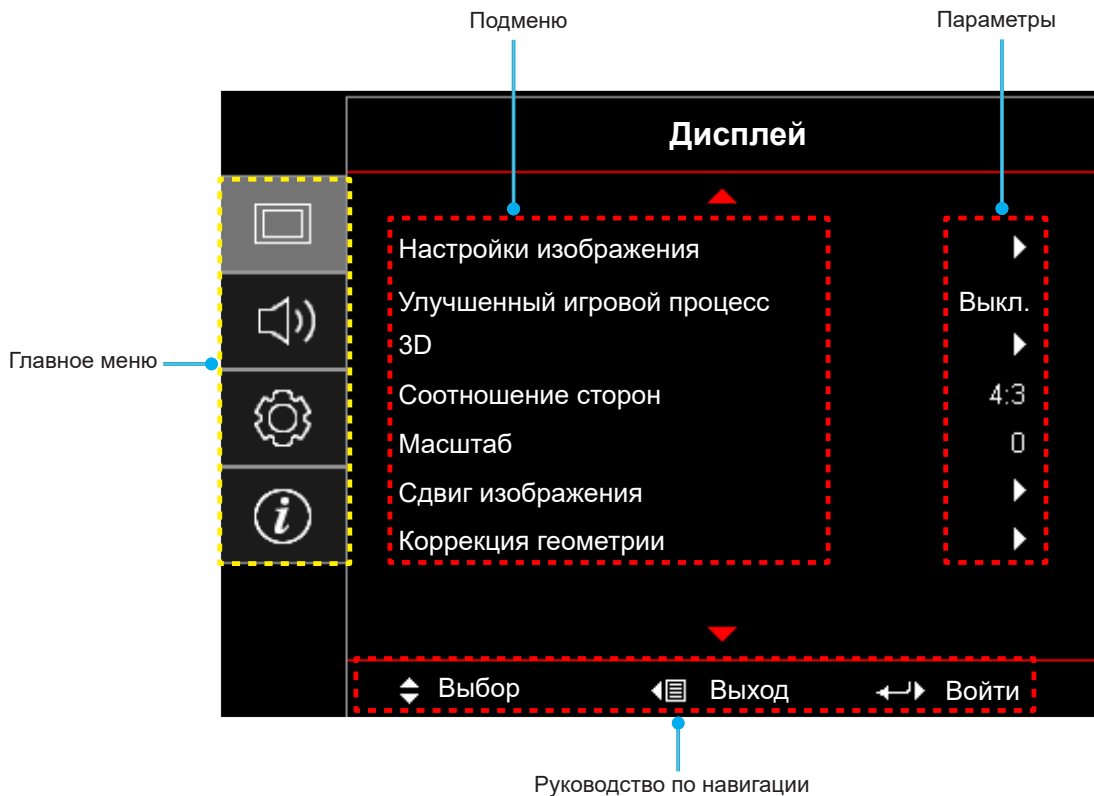 Подменю
Параметры
Дисплей
Настройки изображения
Улучшенный игровой процесс Выкл.
3D
Главное меню
Соотношение сторон 4:3
Масштаб 0
Сдвиг изображения
Коррекция геометрии
Выбор Выход Войти
Руководство по навигации